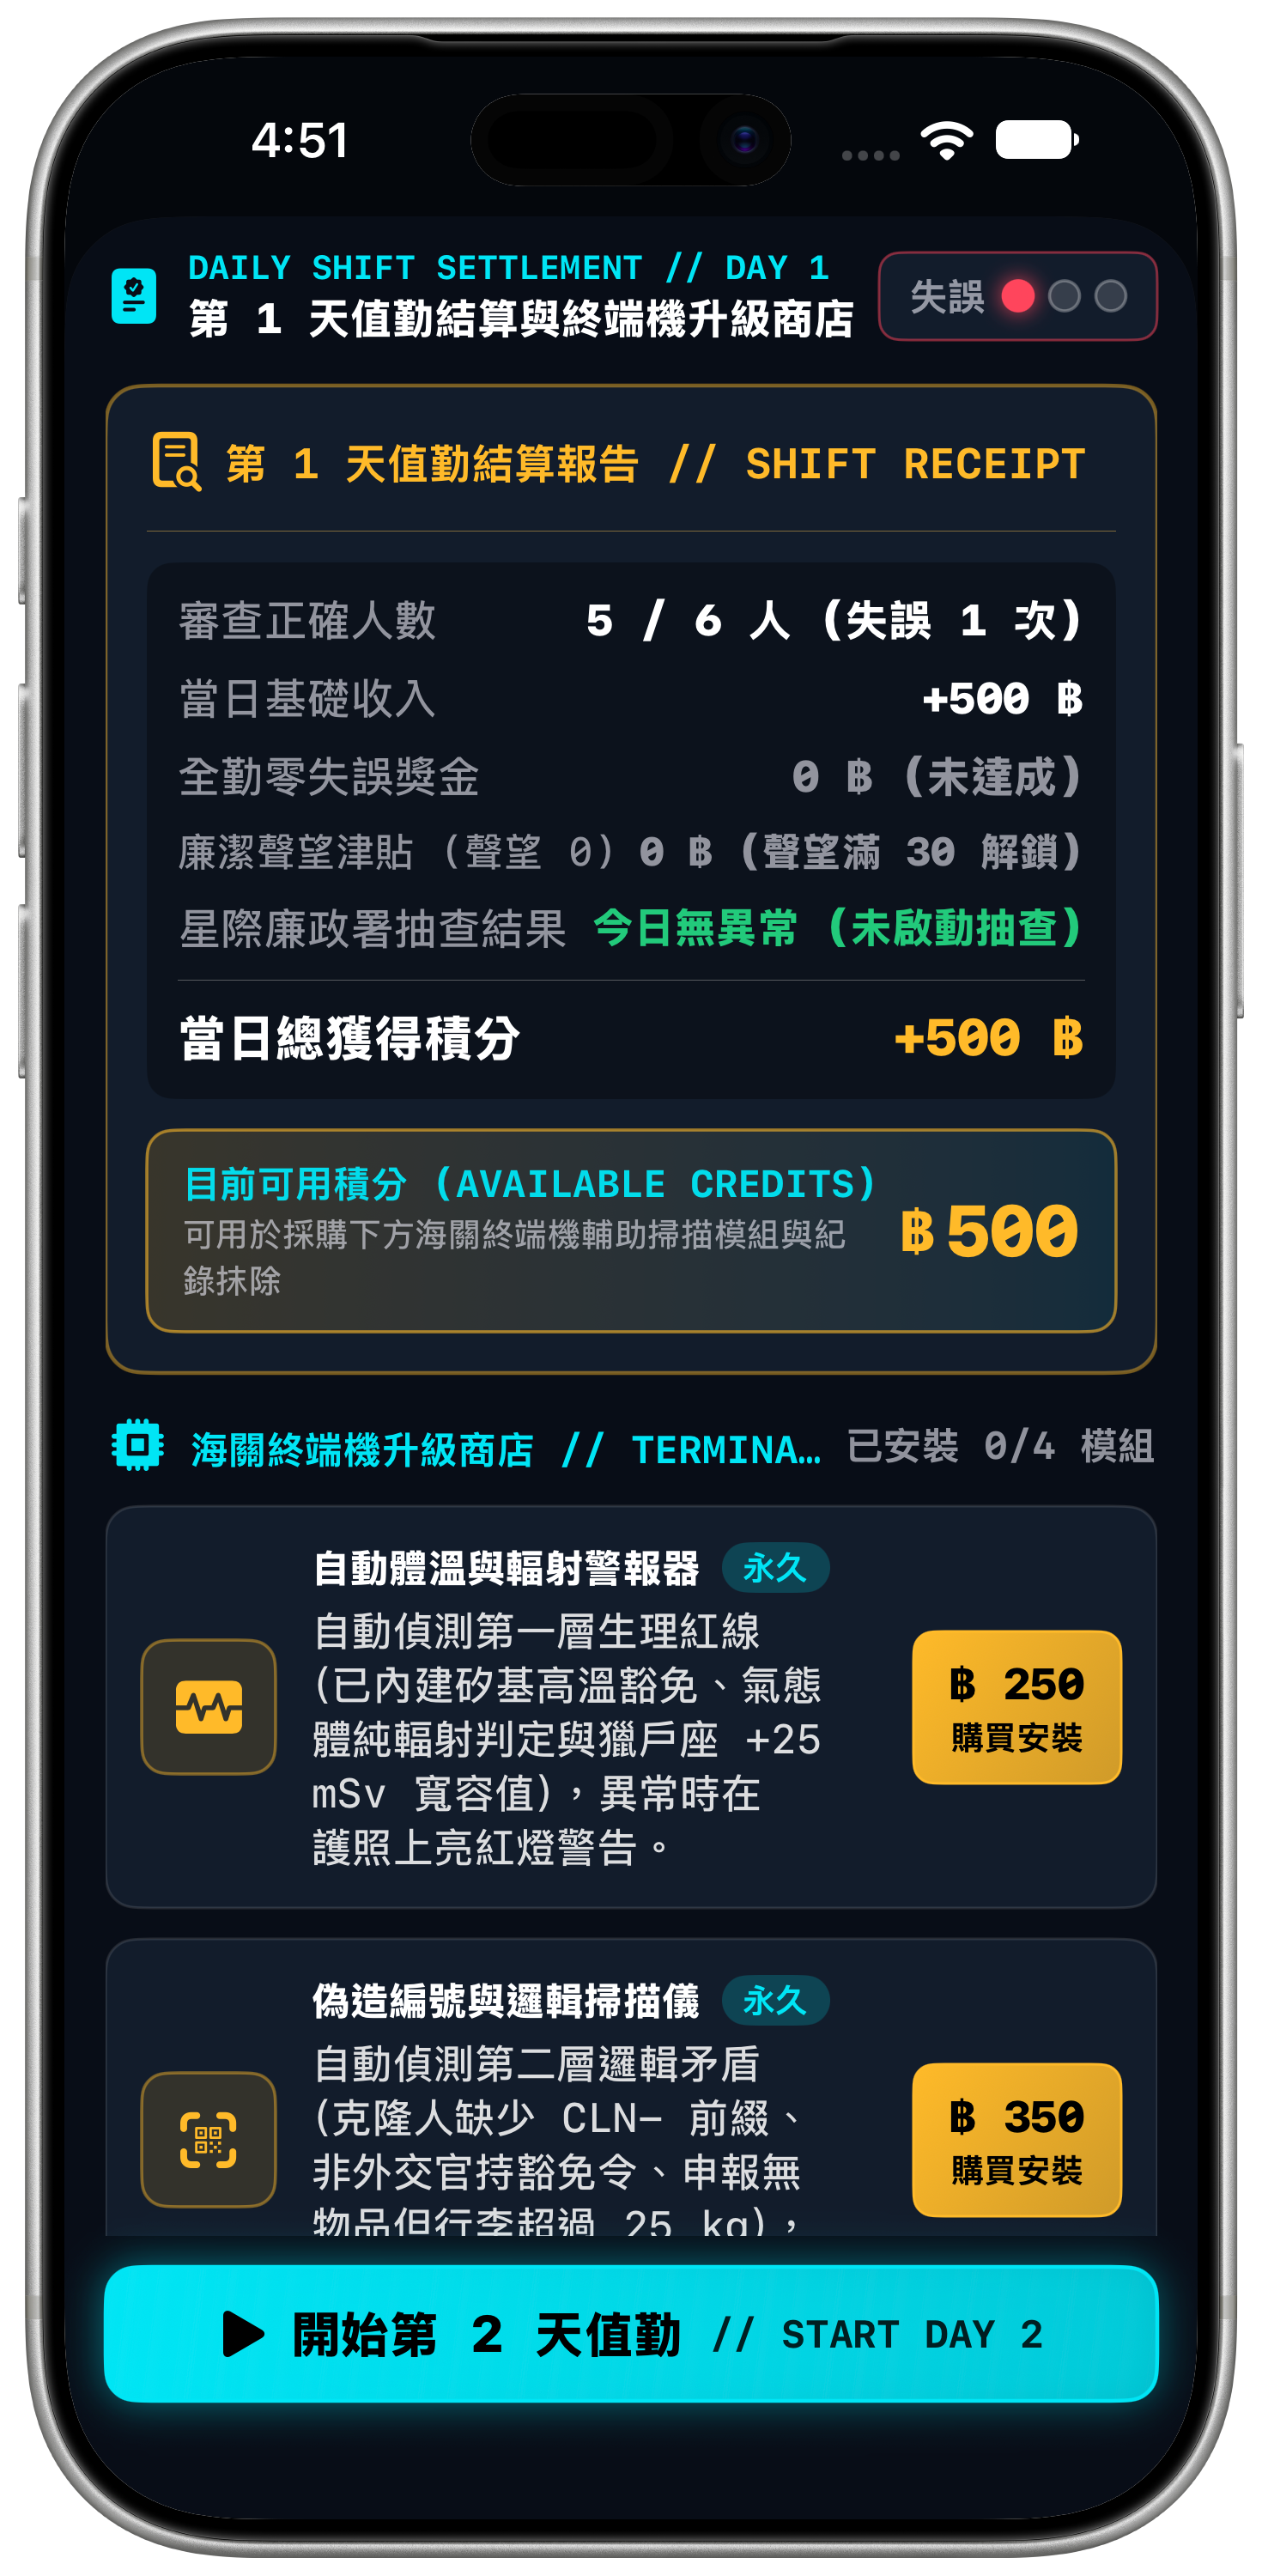 4:51
DAILY SHIFT SETTLEMENT // DAY 1
第 1 天值勤結算與終端機升級商店
失誤
第 1 天值勤結算報告 // SHIFT RECEIPT
審查正確人數 5 / 6 人 (失誤 1 次)
當日基礎收入 +500 ฿
全勤零失誤獎金 0 ฿ (未達成)
廉潔聲望津貼 (聲望 0) 0 ฿ (聲望滿 30 解鎖)
星際廉政署抽查結果 今日無異常 (未啟動抽查)
當日總獲得積分 +500 ฿
目前可用積分 (AVAILABLE CREDITS)
可用於採購下方海關終端機輔助掃描模組與紀
錄抹除
฿ 500
海關終端機升級商店 // TERMINA… 已安裝 0/4 模組
自動體溫與輻射警報器 永久
自動偵測第一層生理紅線
(已內建矽基高溫豁免、氣態
體純輻射判定與獵戶座 +25
mSv 寬容值)，異常時在
護照上亮紅燈警告。
฿ 250
購買安裝
偽造編號與邏輯掃描儀 永久
自動偵測第二層邏輯矛盾
(克隆人缺少 CLN- 前綴、
非外交官持豁免令、申報無
物品但行李超過 25 kg)，
฿ 350
購買安裝
開始第 2 天值勤 // START DAY 2